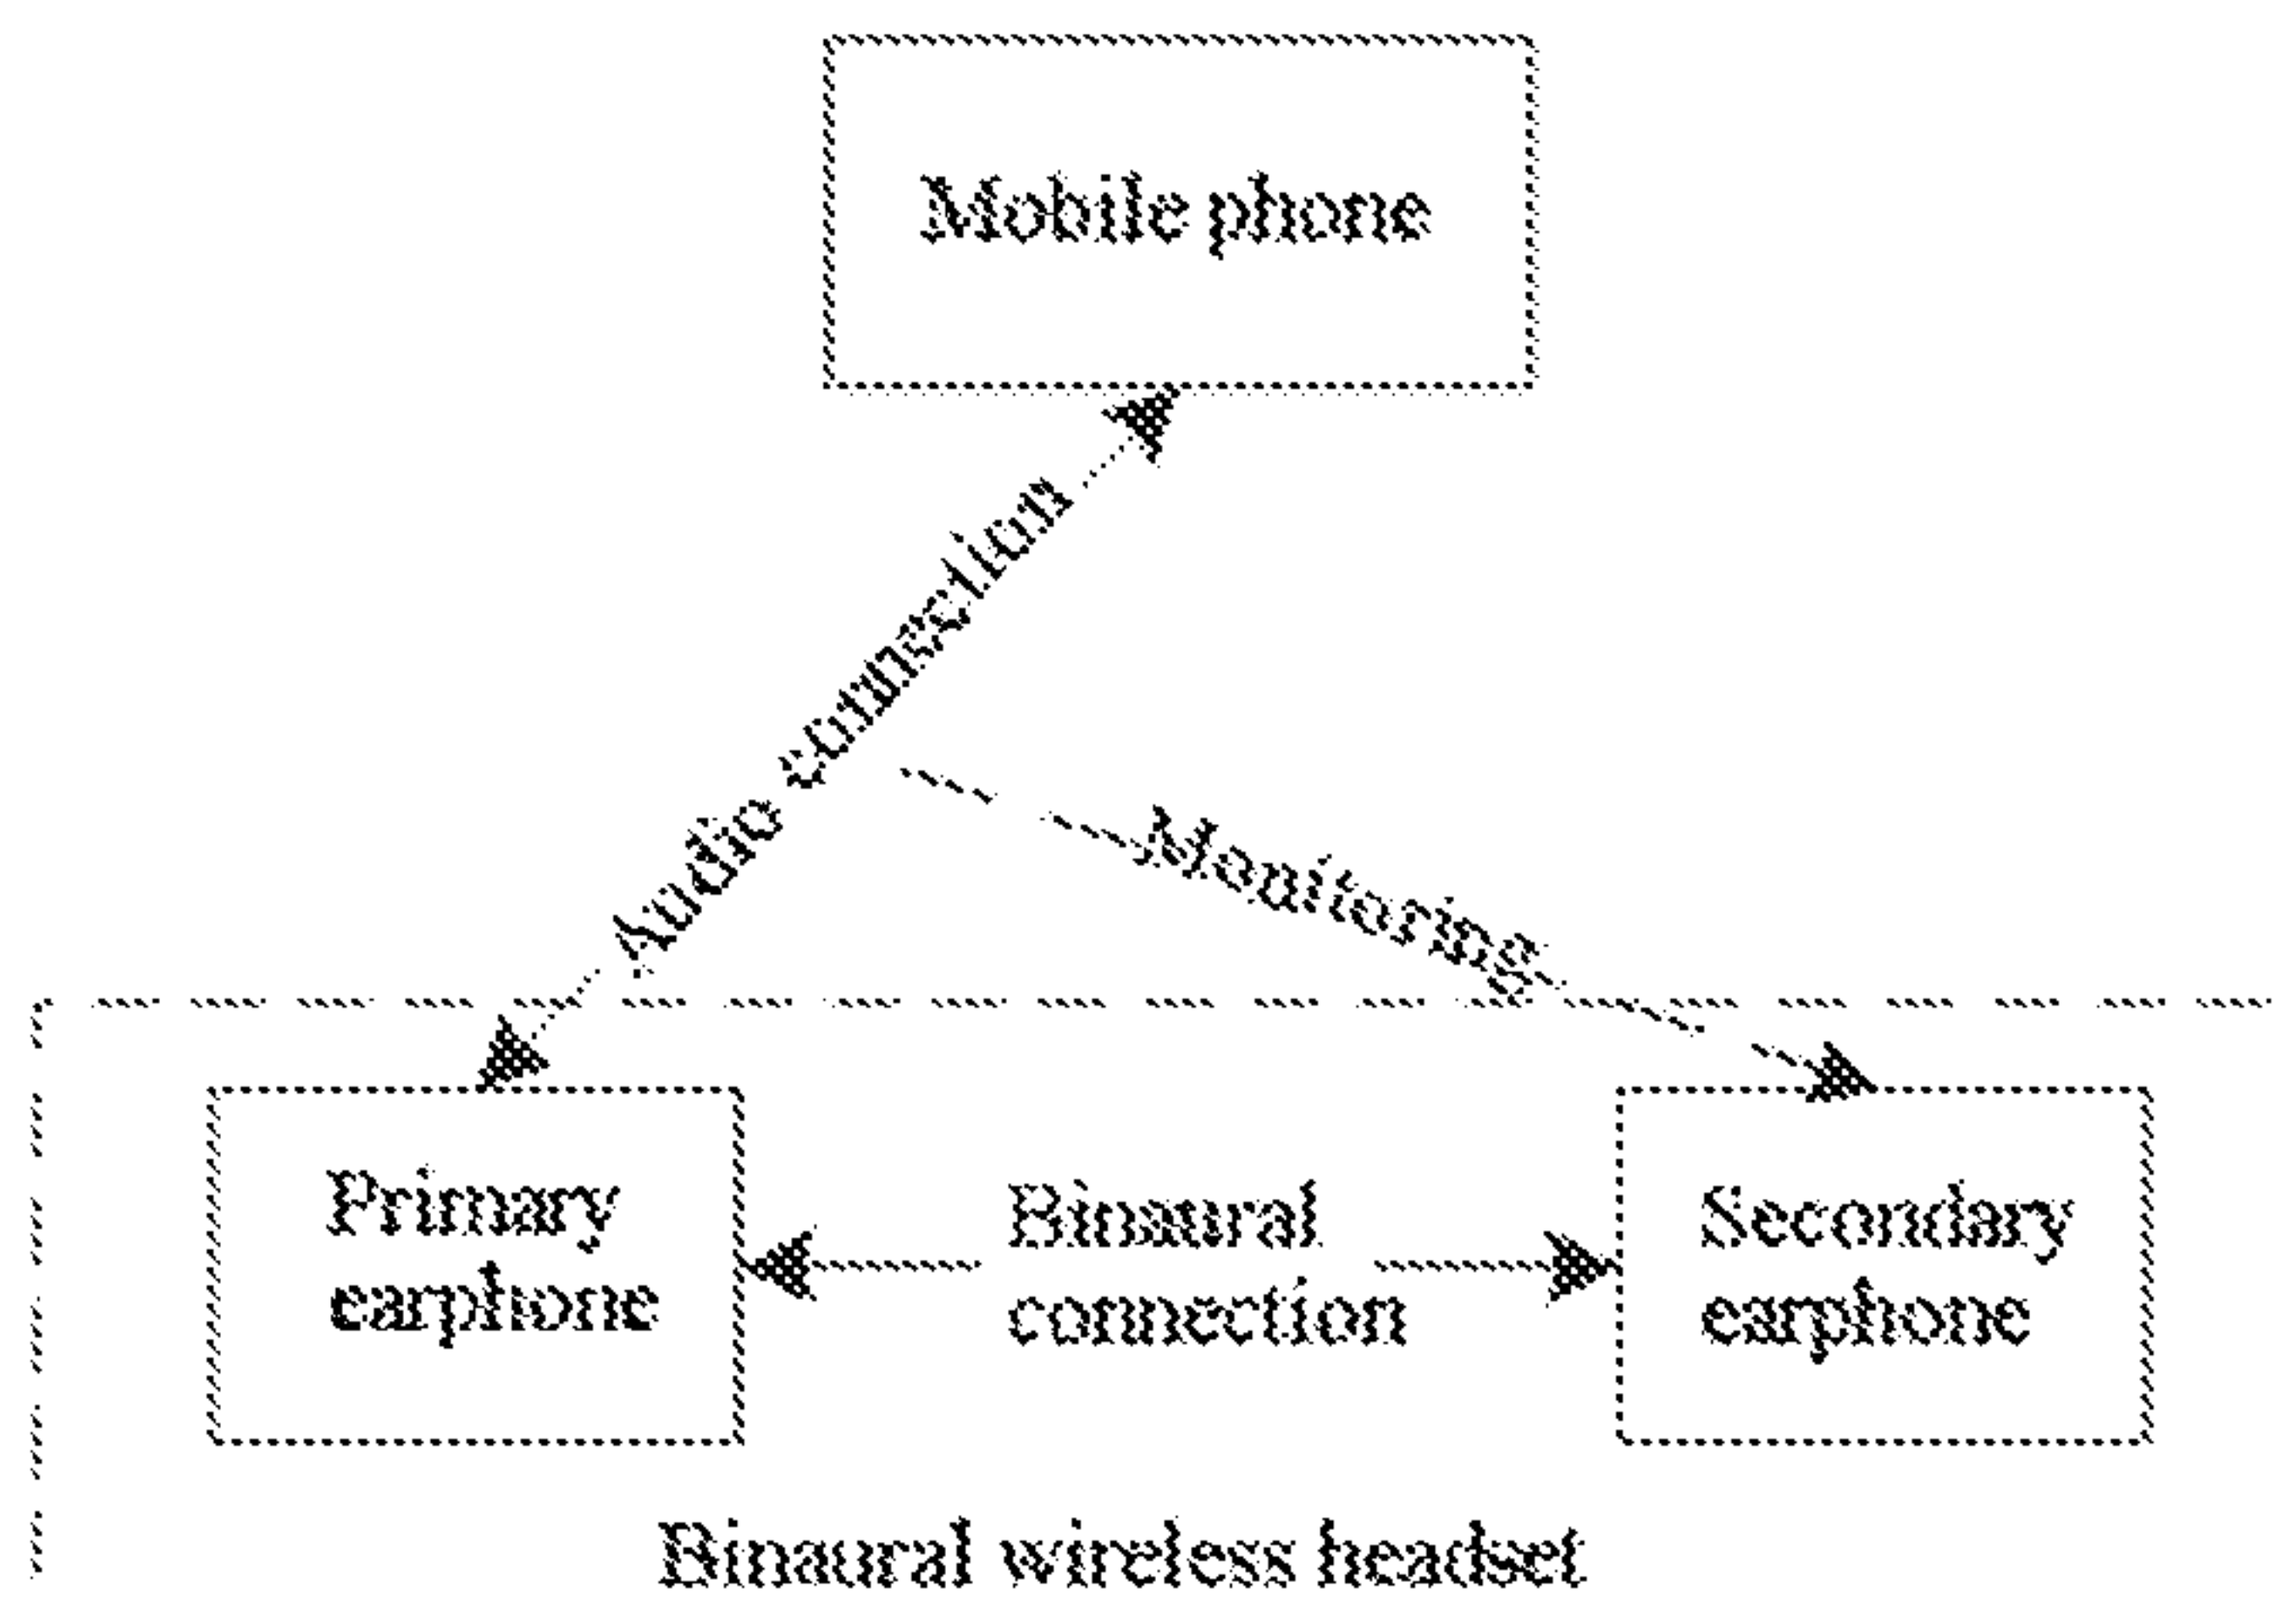 Mobile phone
Audio connection
Monitoring
Primary
earphone
Binaural
connection
Secondary
earphone
Binaural wireless headset